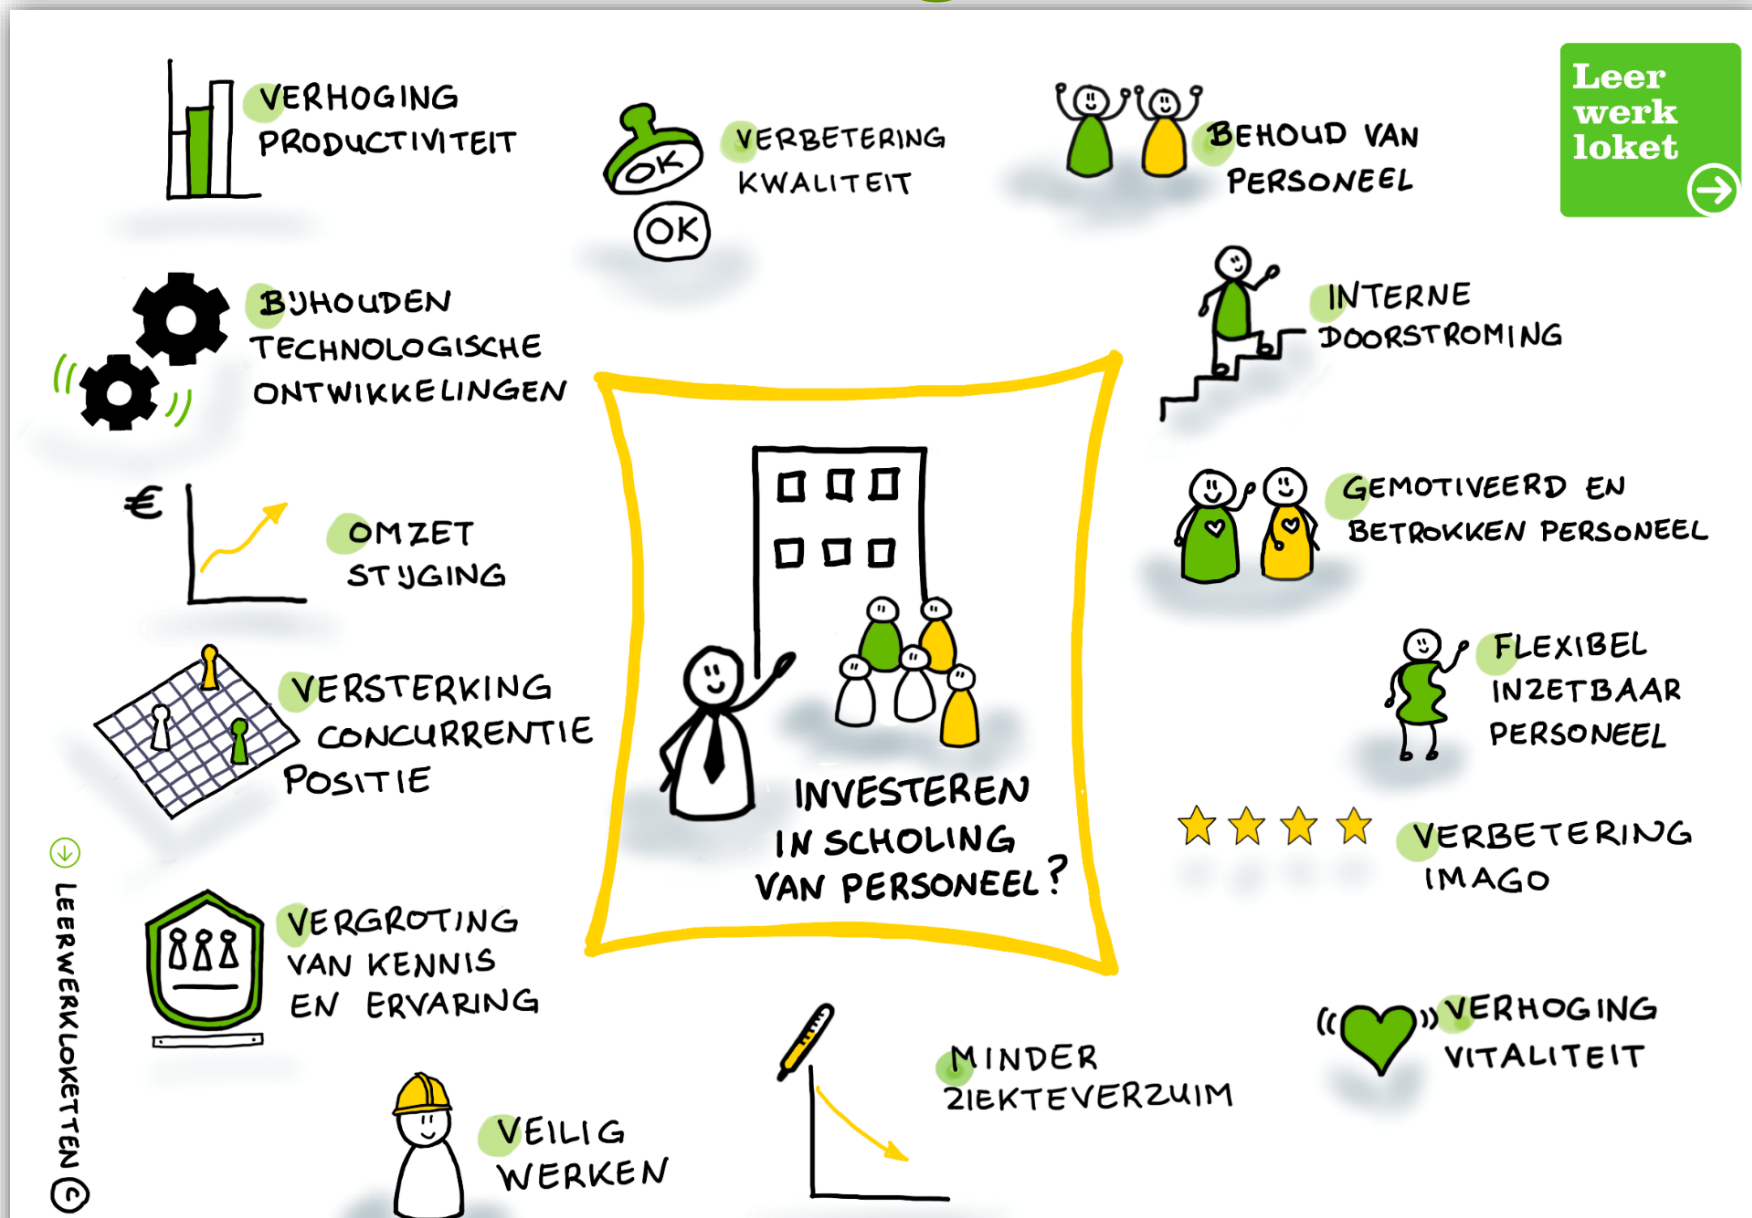 VERHOGING
PRODUCTIVITEIT
OK
OK
VERBETERING
KWALITEIT
BEHOUD VAN
PERSONEEL
Leer
werk
loket
BIJHOUDEN
TECHNOLOGISCHE
ONTWIKKELINGEN
INTERNE
DOORSTROMING
€
OMZET
STIJGING
GEMOTIVEERD EN
BETROKKEN PERSONEEL
VERSTERKING
CONCURRENTIE
POSITIE
FLEXIBEL
INZETBAAR
PERSONEEL
INVESTEREN
IN SCHOLING
VAN PERSONEEL?
VERBETERING
IMAGO
VERGROTING
VAN KENNIS
EN ERVARING
VERHOGING
VITALITEIT
MINDER
ZIEKTEVERZUIM
VEILIG
WERKEN
LEERWERKLOKETTEN ©